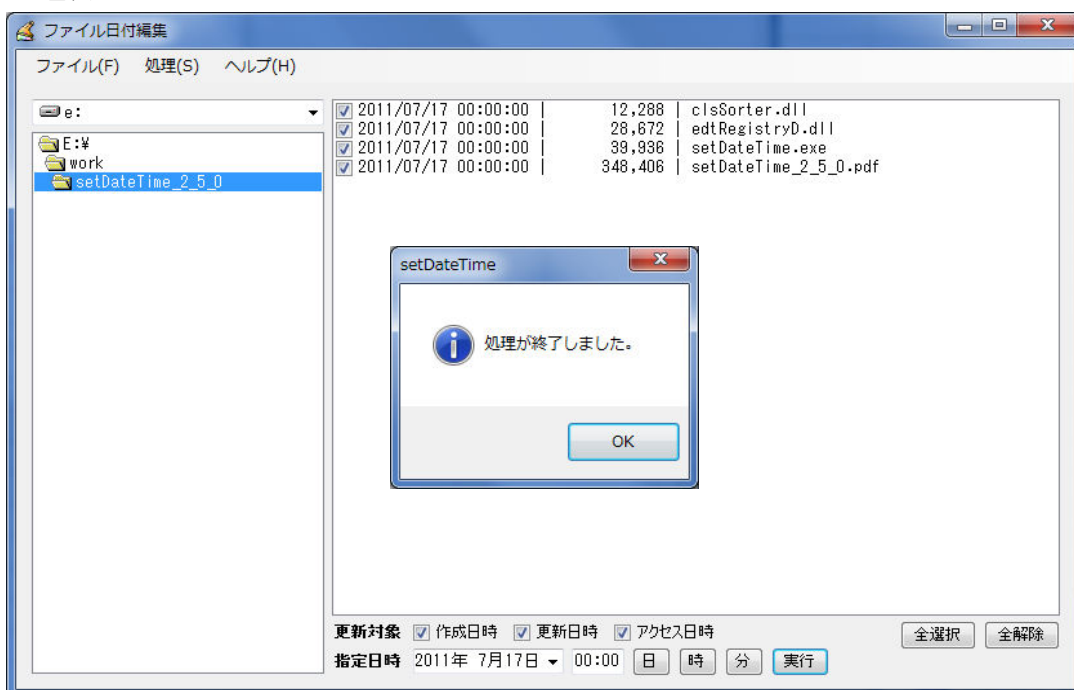 ファイル日付編集
ファイル(F) 処理(S) ヘルプ(H)
e:
E:¥
work
setDateTime_2_5_0
2011/07/17 00:00:00 | 12,288 | clsSorter.dll
2011/07/17 00:00:00 | 28,672 | edtRegistryD.dll
2011/07/17 00:00:00 | 39,936 | setDateTime.exe
2011/07/17 00:00:00 | 348,406 | setDateTime_2_5_0.pdf
setDateTime
処理が終了しました。
OK
更新対象 作成日時 更新日時 アクセス日時 全選択 全解除
指定日時 2011年 7月17日 00:00 日 時 分 実行